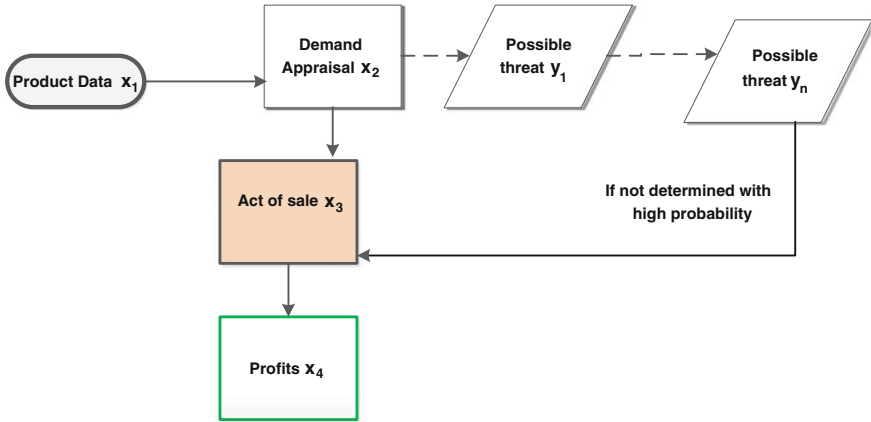 Product Data x₁
Demand
Appraisal x₂
Possible
threat y₁
Possible
threat yₙ
Act of sale x₃
If not determined with
high probability
Profits x₄